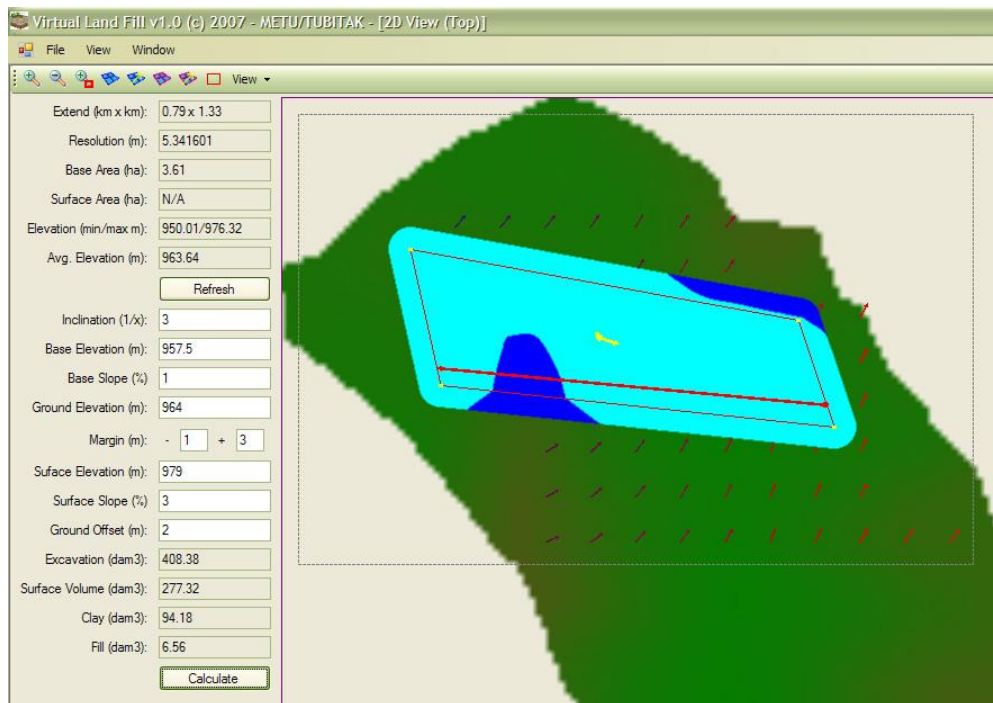 Virtual Land Fill v1.0 (c) 2007 - METU/TUBITAK - [2D View (Top)]
File View Window
View
Extend (km x km): 0.79 x 1.33
Resolution (m): 5.341601
Base Area (ha): 3.61
Surface Area (ha): N/A
Elevation (min/max m): 950.01/976.32
Avg. Elevation (m): 963.64
Refresh
Inclination (1/x): 3
Base Elevation (m): 957.5
Base Slope (%) 1
Ground Elevation (m): 964
Margin (m): - 1 + 3
Suface Elevation (m): 979
Surface Slope (%) 3
Ground Offset (m): 2
Excavation (dam3): 408.38
Surface Volume (dam3): 277.32
Clay (dam3): 94.18
Fill (dam3): 6.56
Calculate